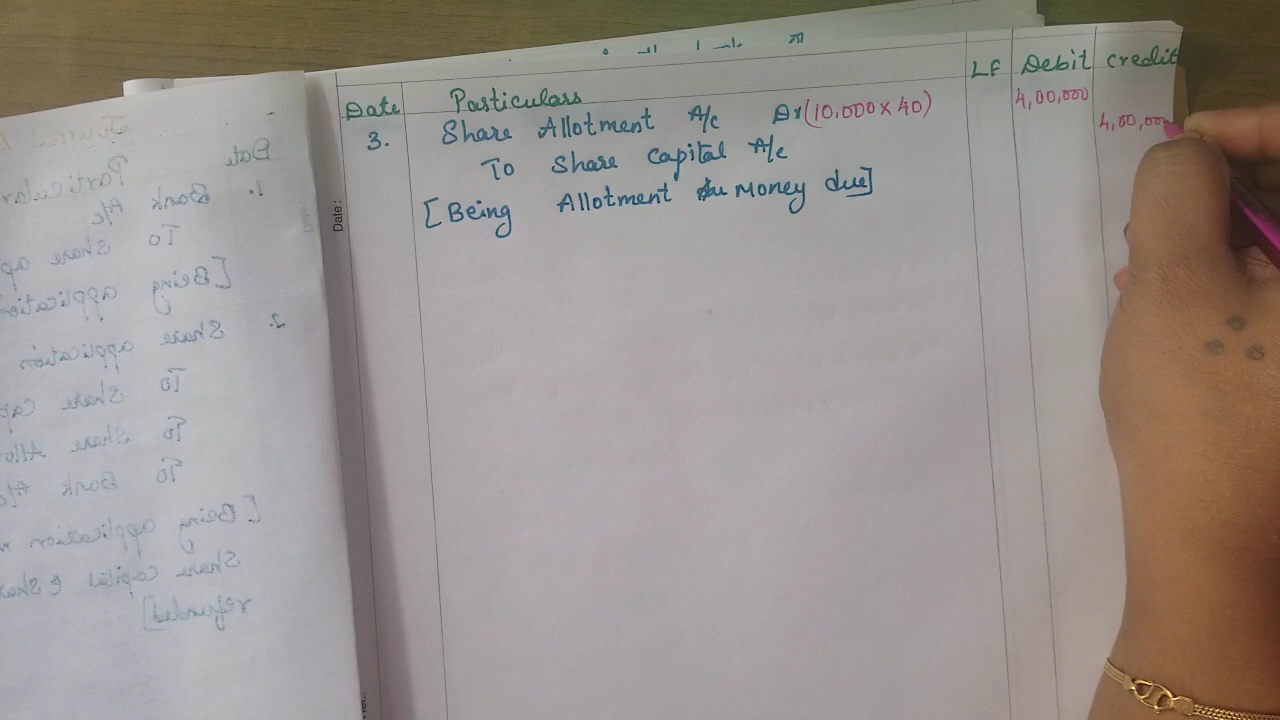 Date Particulars LF Debit Credit
3. Share Allotment A/c Dr (10,000 × 40) 4,00,000
To Share Capital A/c 4,00,000
[Being Allotment Money due]
Date:
Date
Particular
1. Bank A/c
To Share
[Being application
2. Share application
To Share Cap
To Share Allo
To Bank A/c
[Being application
Share Capital & Sha
refunded]